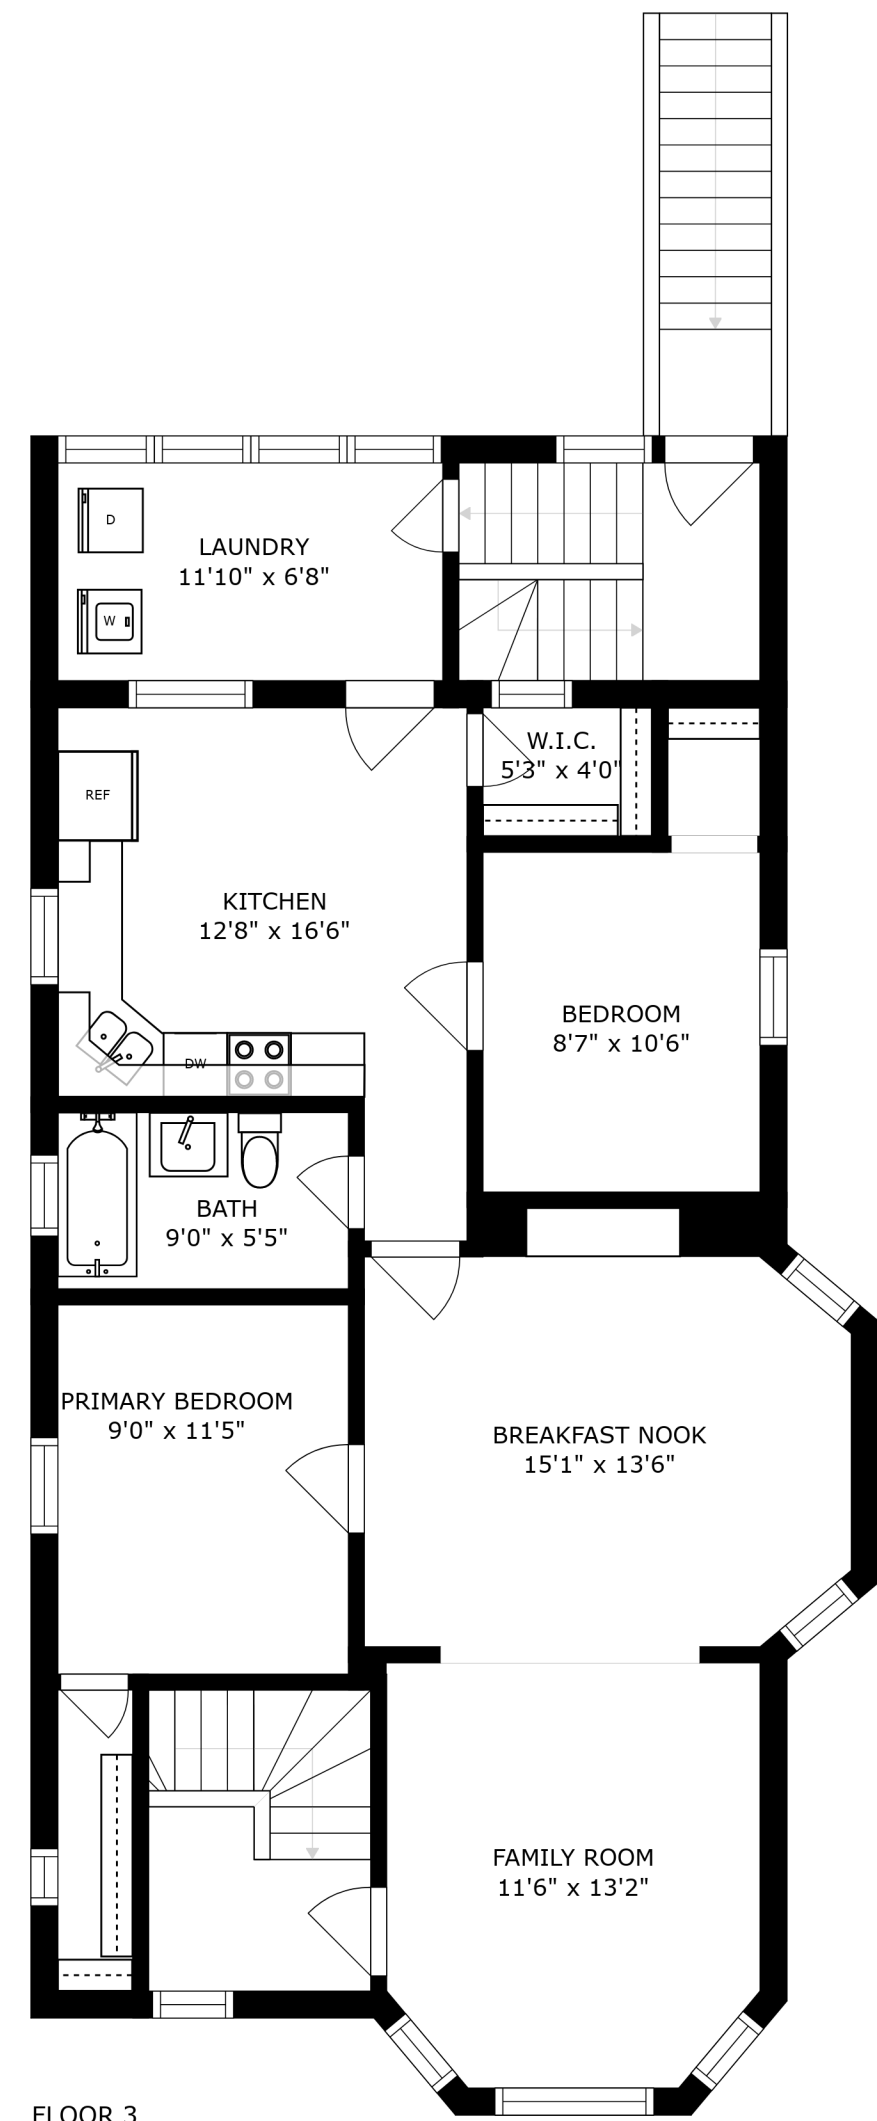 D
LAUNDRY
11'10" x 6'8"
W
W.I.C.
5'3" x 4'0"
REF
KITCHEN
12'8" x 16'6"
BEDROOM
8'7" x 10'6"
DW
BATH
9'0" x 5'5"
PRIMARY BEDROOM
9'0" x 11'5"
BREAKFAST NOOK
15'1" x 13'6"
FAMILY ROOM
11'6" x 13'2"
FLOOR 3